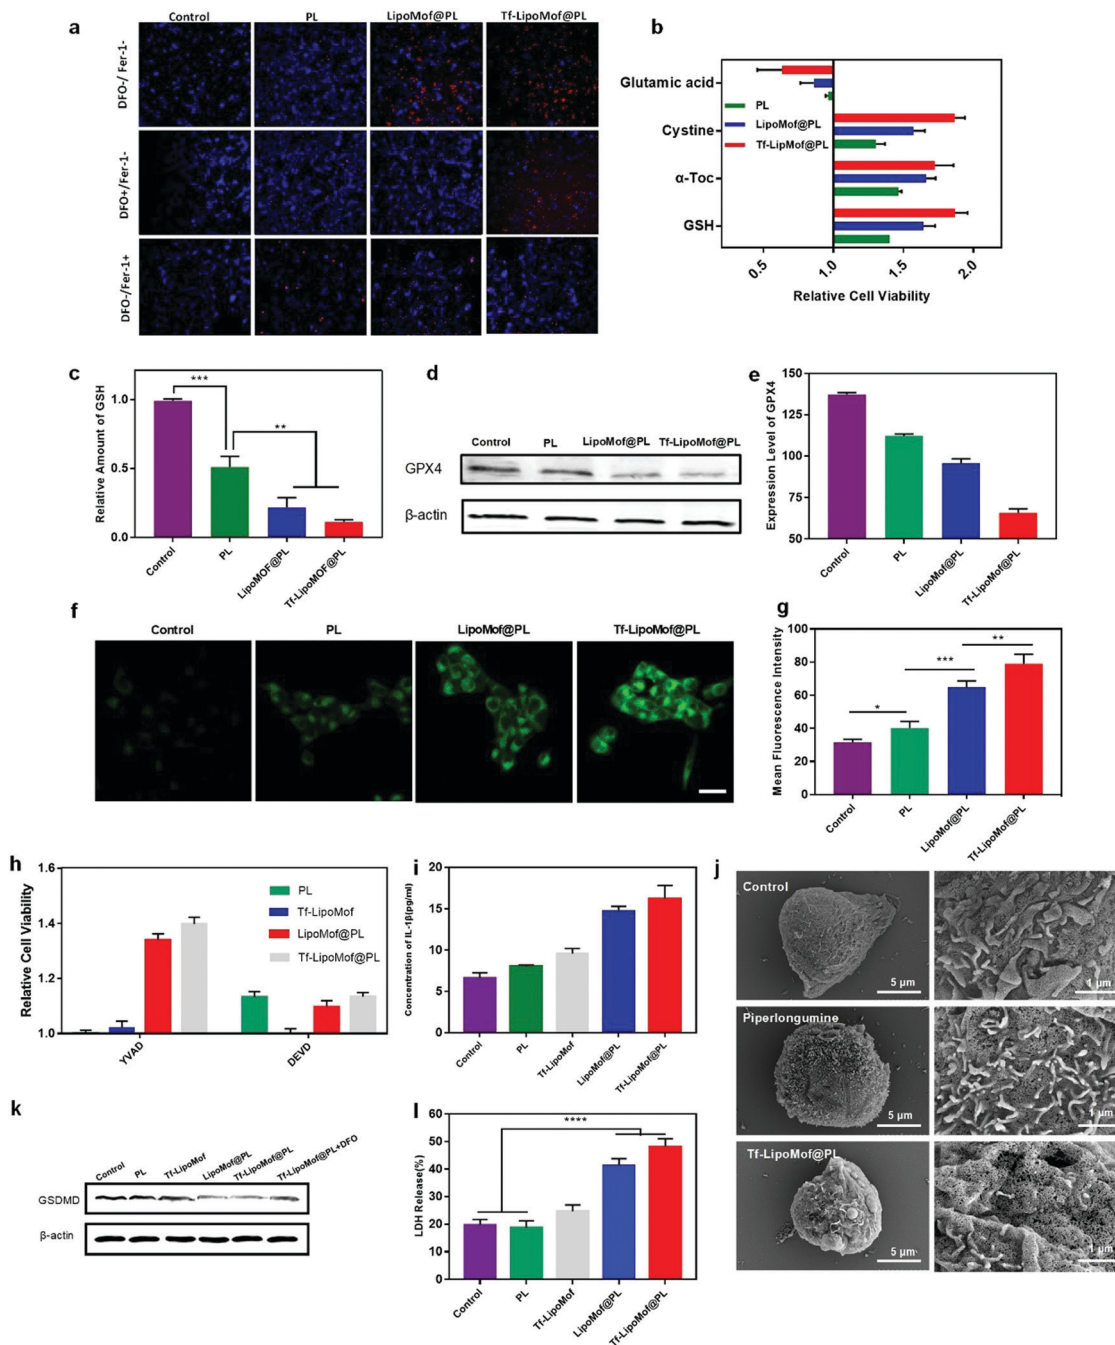 a
Control
PL
LipoMof@PL
Tf-LipoMof@PL
DFO-/ Fer-1-
DFO+/Fer-1-
DFO-/Fer-1+
b
Glutamic acid
Cystine
α-Toc
GSH
PL
LipoMof@PL
Tf-LipMof@PL
0.5
1.0
1.5
2.0
Relative Cell Viability
c
Relative Amount of GSH
1.0
0.5
0.0
***
**
Control
PL
LipoMOF@PL
Tf-LipoMOF@PL
d
Control
PL
LipoMof@PL
Tf-LipoMof@PL
GPX4
β-actin
e
Expression Level of GPX4
150
125
100
75
50
Control
PL
LipoMof@PL
Tf-LipoMof@PL
f
Control
PL
LipoMof@PL
Tf-LipoMof@PL
g
Mean Fluorescence Intensity
100
80
60
40
20
0
*
***
**
Control
PL
LipoMof@PL
Tf-LipoMof@PL
h
Relative Cell Viability
1.6
1.4
1.2
1.0
PL
Tf-LipoMof
LipoMof@PL
Tf-LipoMof@PL
YVAD
DEVD
i
Concentration of IL-1β(pg/ml)
20
15
10
5
0
Control
PL
Tf-LipoMof
LipoMof@PL
Tf-LipoMof@PL
j
Control
5 µm
1 µm
Piperlongumine
5 µm
1 µm
Tf-LipoMof@PL
5 µm
1 µm
k
Control
PL
Tf-LipoMof
LipoMof@PL
Tf-LipoMof@PL
Tf-LipoMof@PL+DFO
GSDMD
β-actin
l
LDH Release(%)
60
50
40
30
20
10
0
****
Control
PL
Tf-LipoMof
LipoMof@PL
Tf-LipoMof@PL